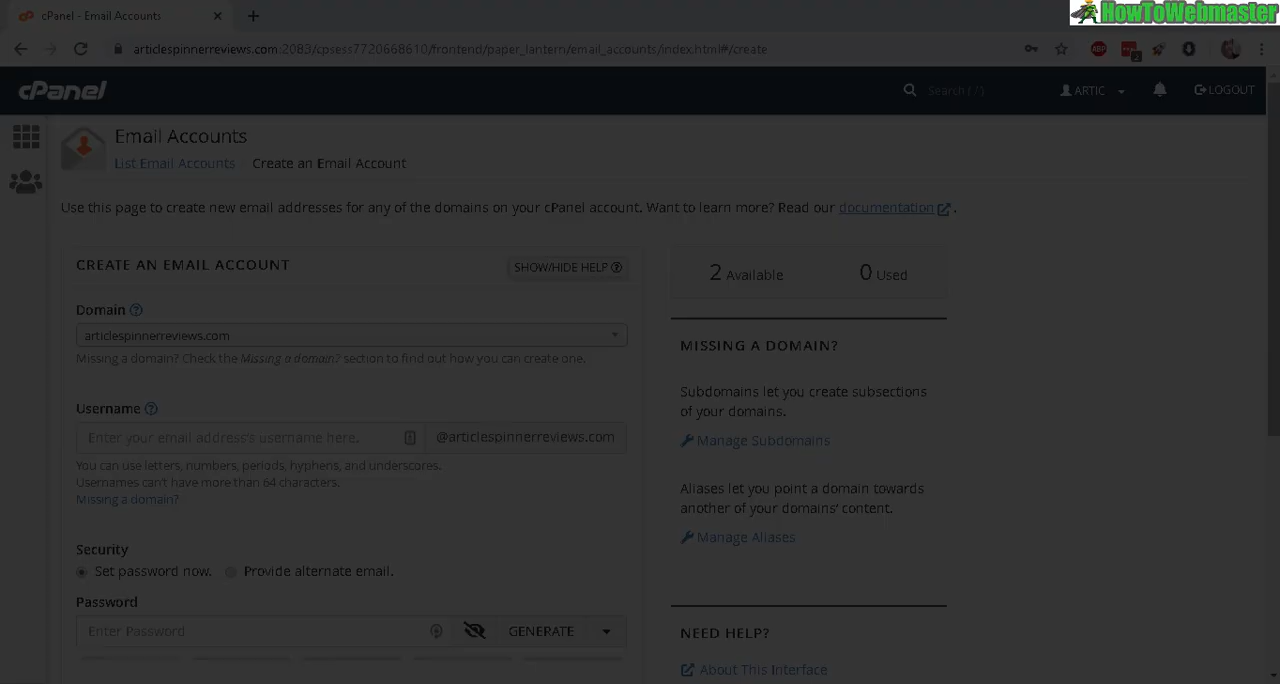 cPanel - Email Accounts
HowToWebmaster
articlespinnerreviews.com:2083/cpsess7720668610/frontend/paper_lantern/email_accounts/index.html#/create
ABP
2
cPanel
Search ( / )
ARTIC
LOGOUT
Email Accounts
List Email Accounts
Create an Email Account
Use this page to create new email addresses for any of the domains on your cPanel account. Want to learn more? Read our documentation .
CREATE AN EMAIL ACCOUNT
SHOW/HIDE HELP
2 Available
0 Used
Domain
articlespinnerreviews.com
Missing a domain? Check the Missing a domain? section to find out how you can create one.
Username
Enter your email address's username here.
@articlespinnerreviews.com
You can use letters, numbers, periods, hyphens, and underscores.
Usernames can't have more than 64 characters.
Missing a domain?
Security
Set password now.
Provide alternate email.
Password
Enter Password
GENERATE
MISSING A DOMAIN?
Subdomains let you create subsections
of your domains.
Manage Subdomains
Aliases let you point a domain towards
another of your domains' content.
Manage Aliases
NEED HELP?
About This Interface